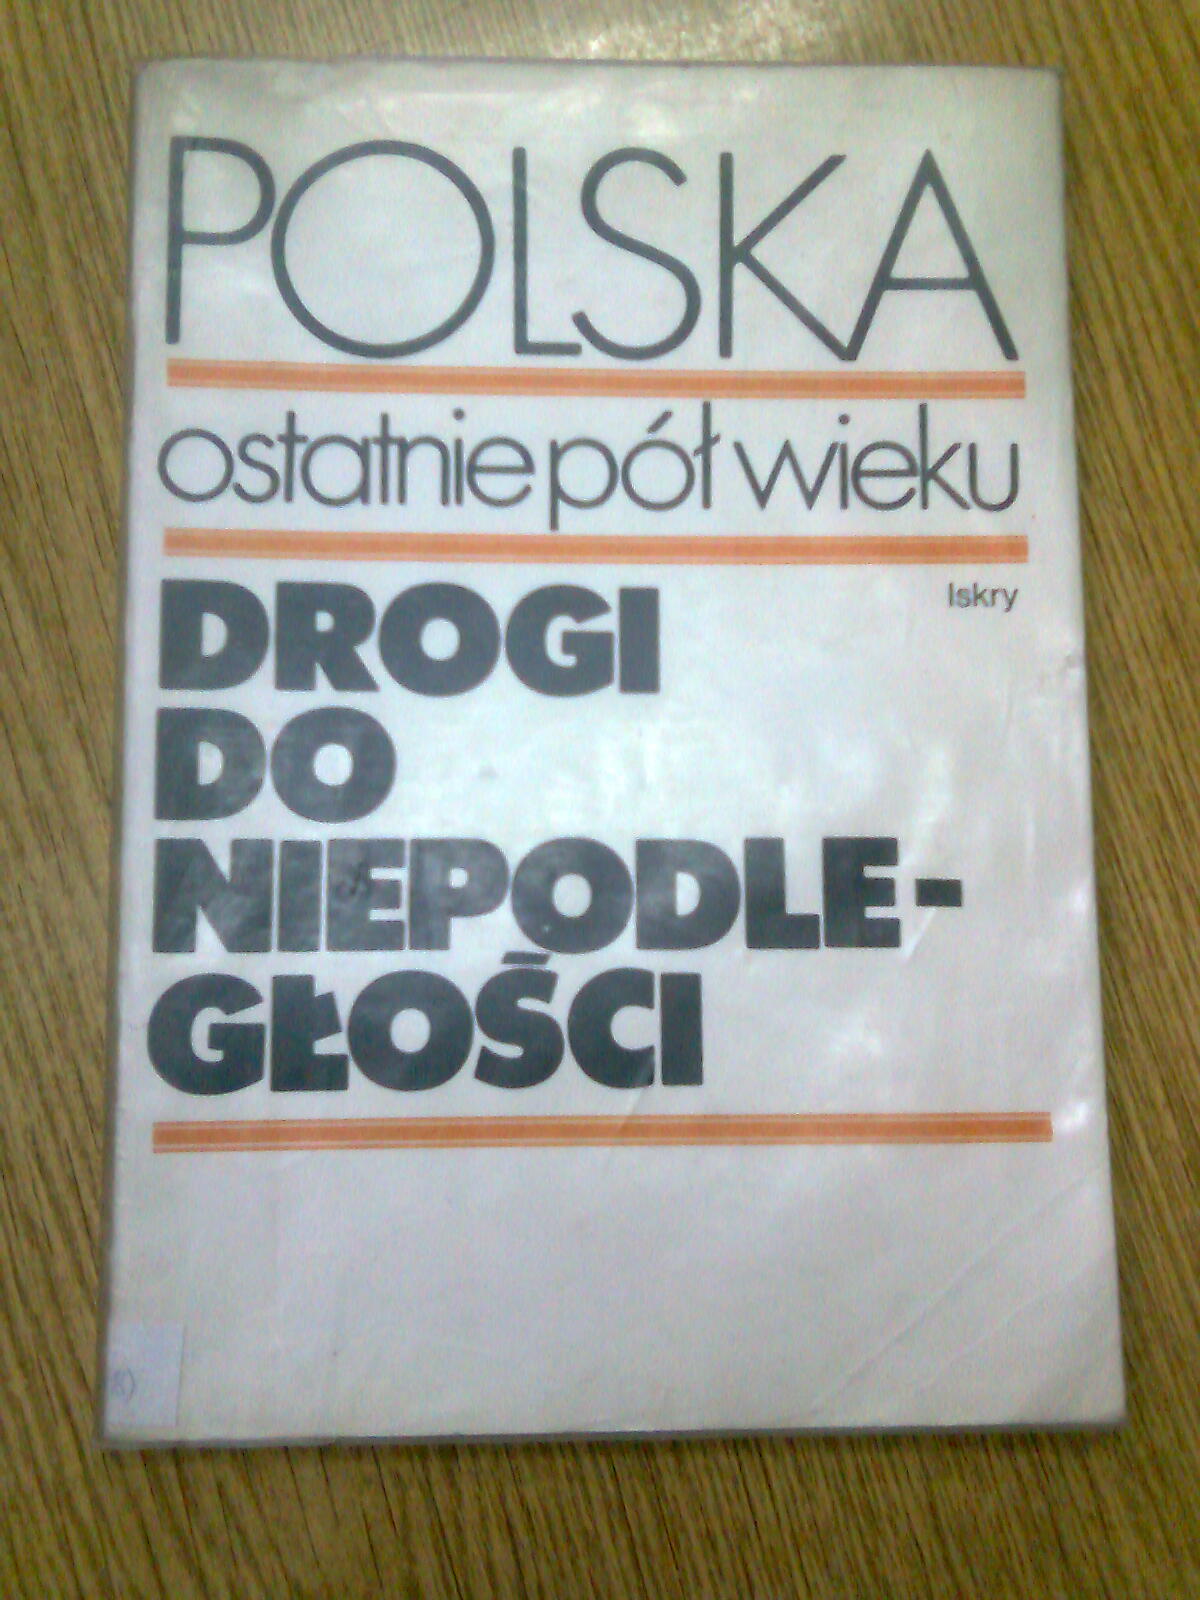 POLSKA
ostatnie pół wieku
Iskry
DROGI
DO
NIEPODLE-
GŁOŚCI